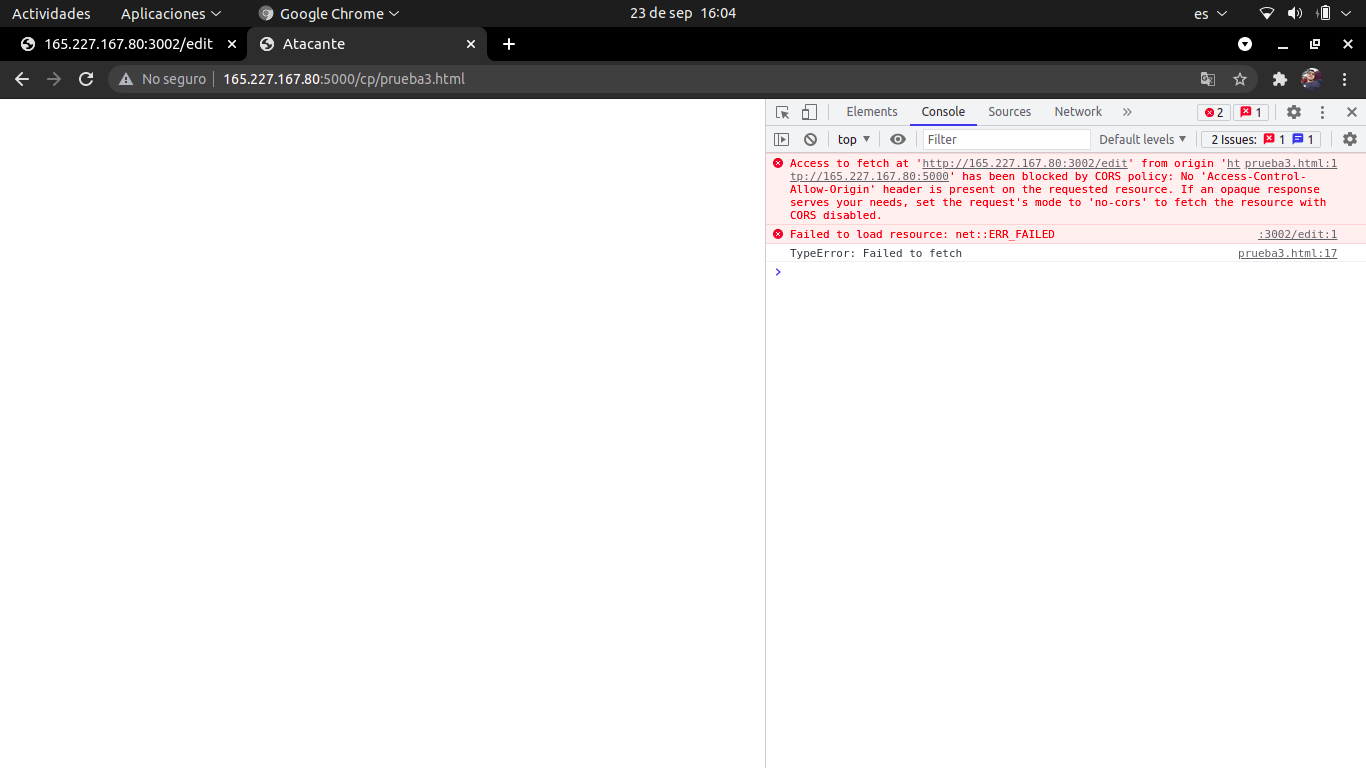 Actividades Aplicaciones Google Chrome 23 de sep 16:04 es
165.227.167.80:3002/edit Atacante
No seguro 165.227.167.80:5000/cp/prueba3.html
Elements Console Sources Network 2 1
top Filter Default levels 2 Issues: 1 1
Access to fetch at 'http://165.227.167.80:3002/edit' from origin 'ht prueba3.html:1
tp://165.227.167.80:5000' has been blocked by CORS policy: No 'Access-Control-
Allow-Origin' header is present on the requested resource. If an opaque response
serves your needs, set the request's mode to 'no-cors' to fetch the resource with
CORS disabled.
Failed to load resource: net::ERR_FAILED :3002/edit:1
TypeError: Failed to fetch prueba3.html:17